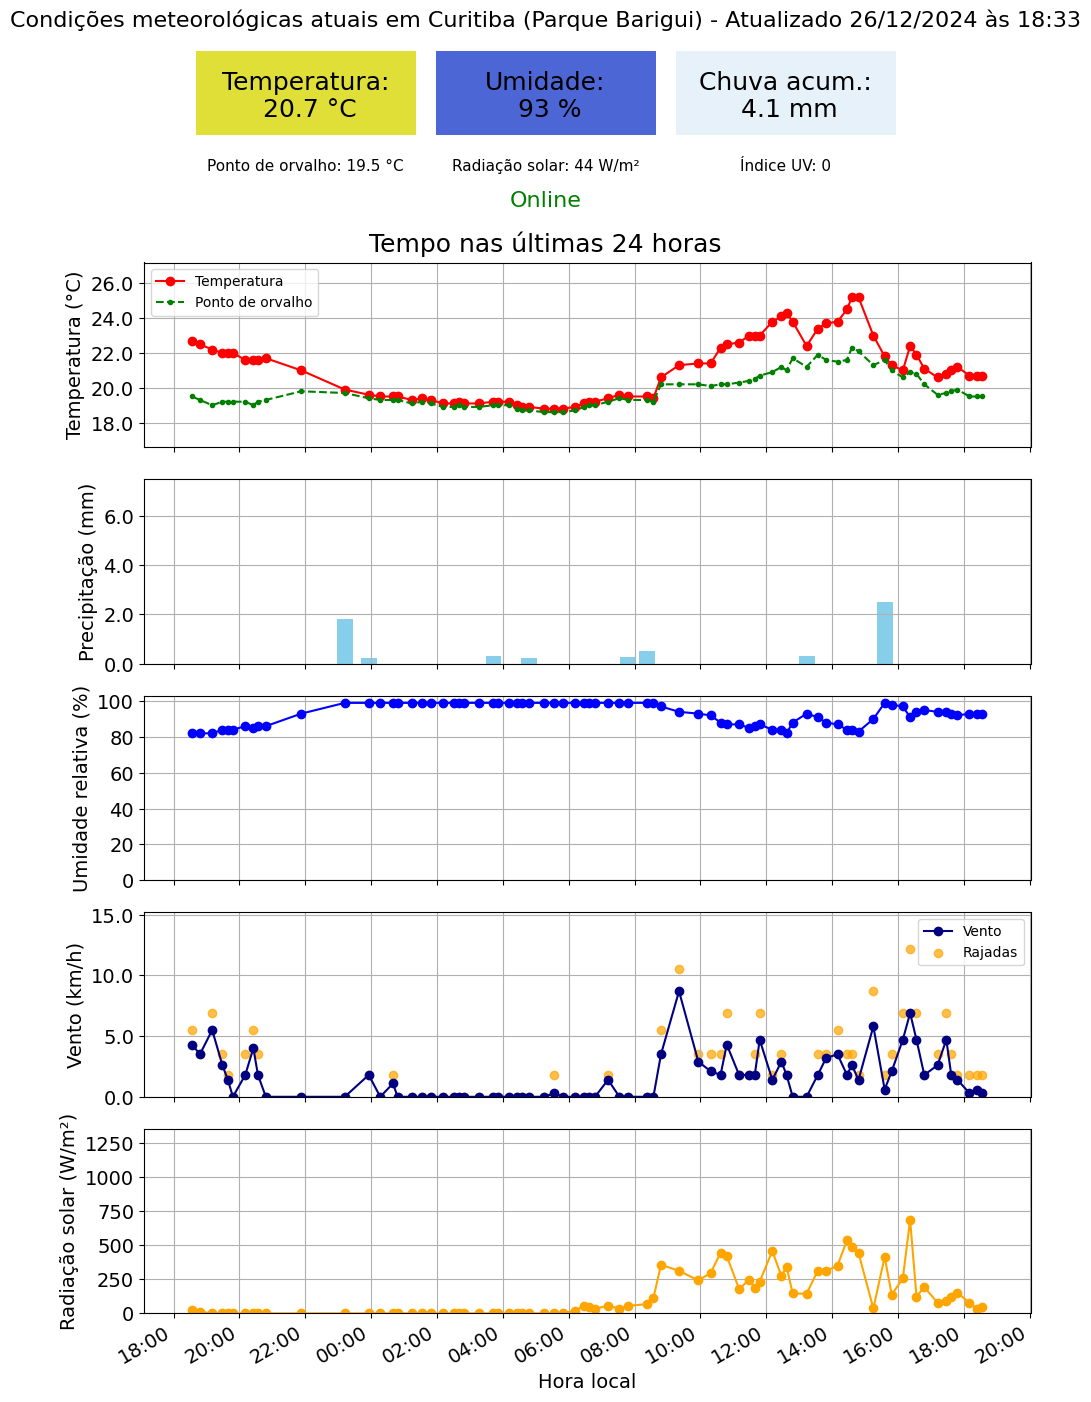 Condições meteorológicas atuais em Curitiba (Parque Barigui) - Atualizado 26/12/2024 às 18:33
Temperatura:
20.7 °C
Umidade:
93 %
Chuva acum.:
4.1 mm
Ponto de orvalho: 19.5 °C
Radiação solar: 44 W/m²
Índice UV: 0
Online
Tempo nas últimas 24 horas
Temperatura (°C)
26.0
24.0
22.0
20.0
18.0
Temperatura
Ponto de orvalho
Precipitação (mm)
6.0
4.0
2.0
0.0
Umidade relativa (%)
100
80
60
40
20
0
Vento (km/h)
15.0
10.0
5.0
0.0
Vento
Rajadas
Radiação solar (W/m²)
1250
1000
750
500
250
0
18:00
20:00
22:00
00:00
02:00
04:00
06:00
08:00
10:00
12:00
14:00
16:00
18:00
20:00
Hora local